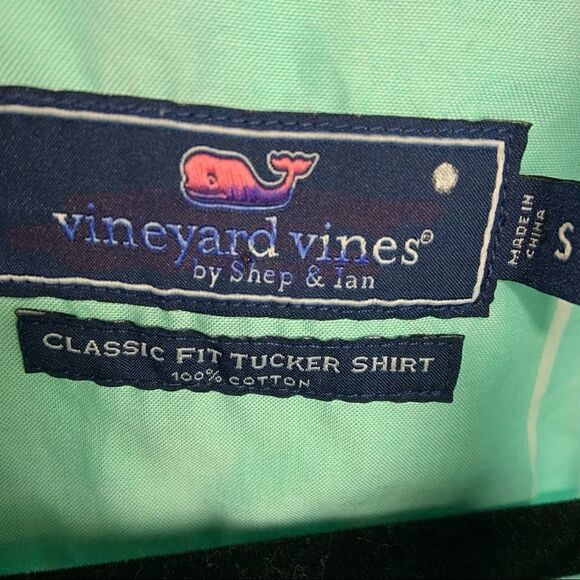 vineyard vines®
by Shep & Ian
MADE IN
CHINA
S
CLASSIC FIT TUCKER SHIRT
100% COTTON